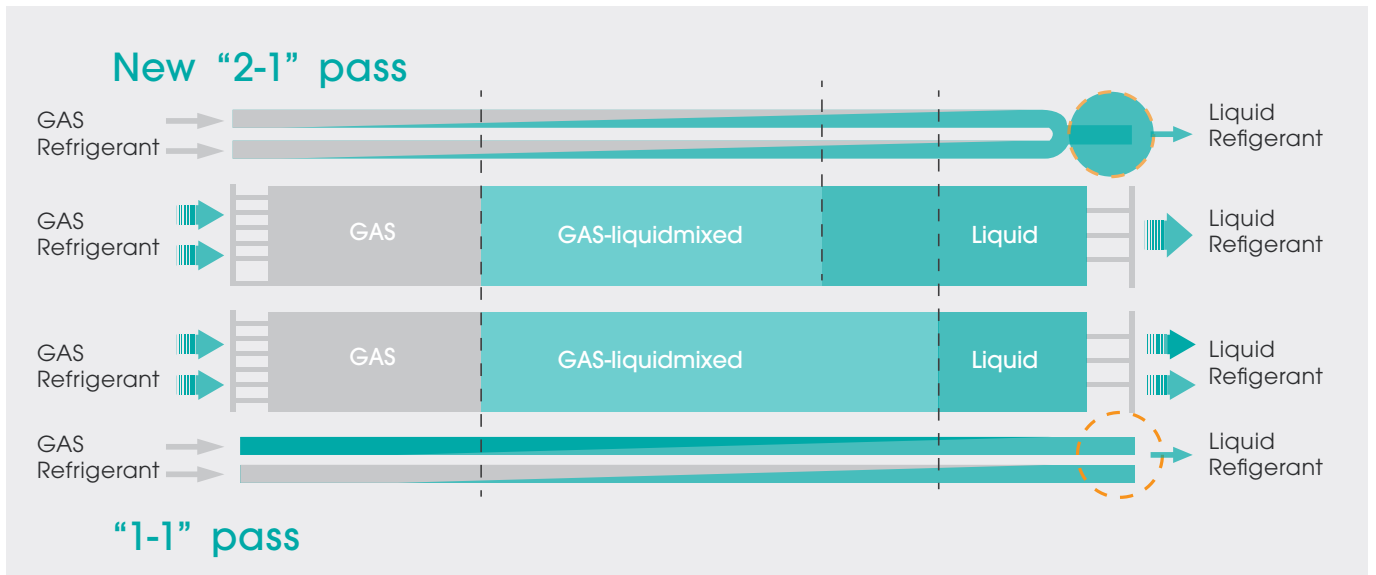 New “2-1” pass
GAS
Refrigerant
Liquid
Refigerant
GAS
Refrigerant
GAS
GAS-liquidmixed
Liquid
Liquid
Refigerant
GAS
Refrigerant
GAS
GAS-liquidmixed
Liquid
Liquid
Refigerant
GAS
Refrigerant
Liquid
Refigerant
“1-1” pass